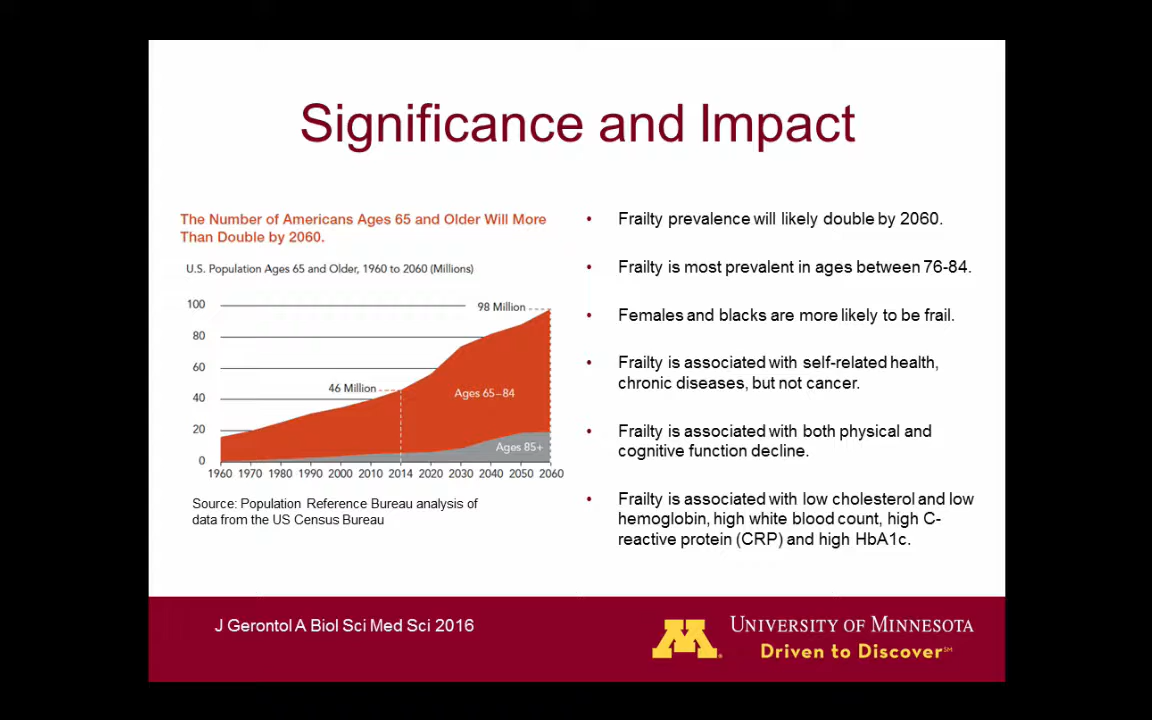 Significance and Impact
The Number of Americans Ages 65 and Older Will More
Than Double by 2060.
U.S. Population Ages 65 and Older, 1960 to 2060 (Millions)
100
80
60
40
20
0
98 Million
46 Million
Ages 65–84
Ages 85+
1960 1970 1980 1990 2000 2010 2014 2020 2030 2040 2050 2060
Source: Population Reference Bureau analysis of
data from the US Census Bureau
• Frailty prevalence will likely double by 2060.
• Frailty is most prevalent in ages between 76-84.
• Females and blacks are more likely to be frail.
• Frailty is associated with self-related health,
chronic diseases, but not cancer.
• Frailty is associated with both physical and
cognitive function decline.
• Frailty is associated with low cholesterol and low
hemoglobin, high white blood count, high C-
reactive protein (CRP) and high HbA1c.
J Gerontol A Biol Sci Med Sci 2016
M
UNIVERSITY OF MINNESOTA
Driven to Discover℠